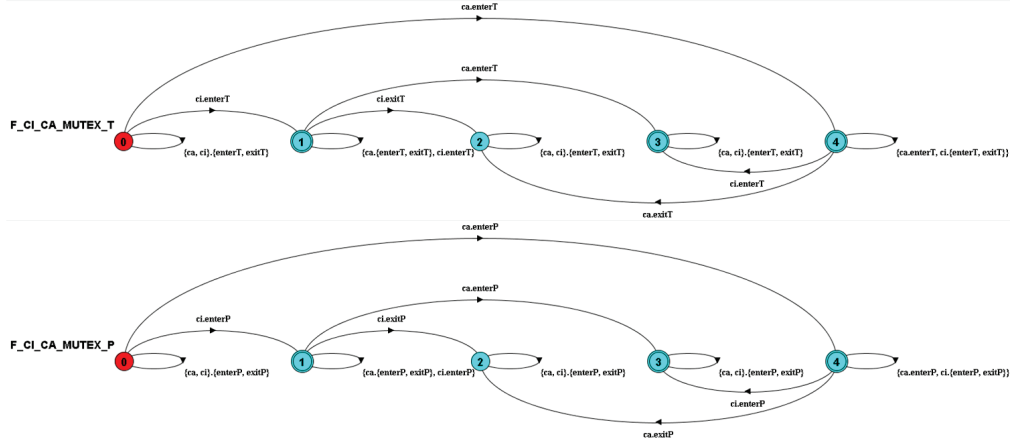 ca.enterT
ca.enterT
ci.enterT
ci.exitT
F_CI_CA_MUTEX_T
0
1
2
3
4
{ca, ci}.{enterT, exitT}
{ca.{enterT, exitT}, ci.enterT}
{ca, ci}.{enterT, exitT}
{ca, ci}.{enterT, exitT}
{ca.enterT, ci.{enterT, exitT}}
ci.enterT
ca.exitT
ca.enterP
ca.enterP
ci.enterP
ci.exitP
F_CI_CA_MUTEX_P
0
1
2
3
4
{ca, ci}.{enterP, exitP}
{ca.{enterP, exitP}, ci.enterP}
{ca, ci}.{enterP, exitP}
{ca, ci}.{enterP, exitP}
{ca.enterP, ci.{enterP, exitP}}
ci.enterP
ca.exitP